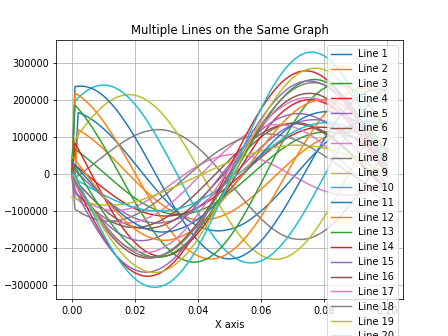 Multiple Lines on the Same Graph
300000
200000
100000
0
−100000
−200000
−300000
0.00
0.02
0.04
0.06
X axis
Line 1
Line 2
Line 3
Line 4
Line 5
Line 6
Line 7
Line 8
Line 9
Line 10
Line 11
Line 12
Line 13
Line 14
Line 15
Line 16
Line 17
Line 18
Line 19
Line 20